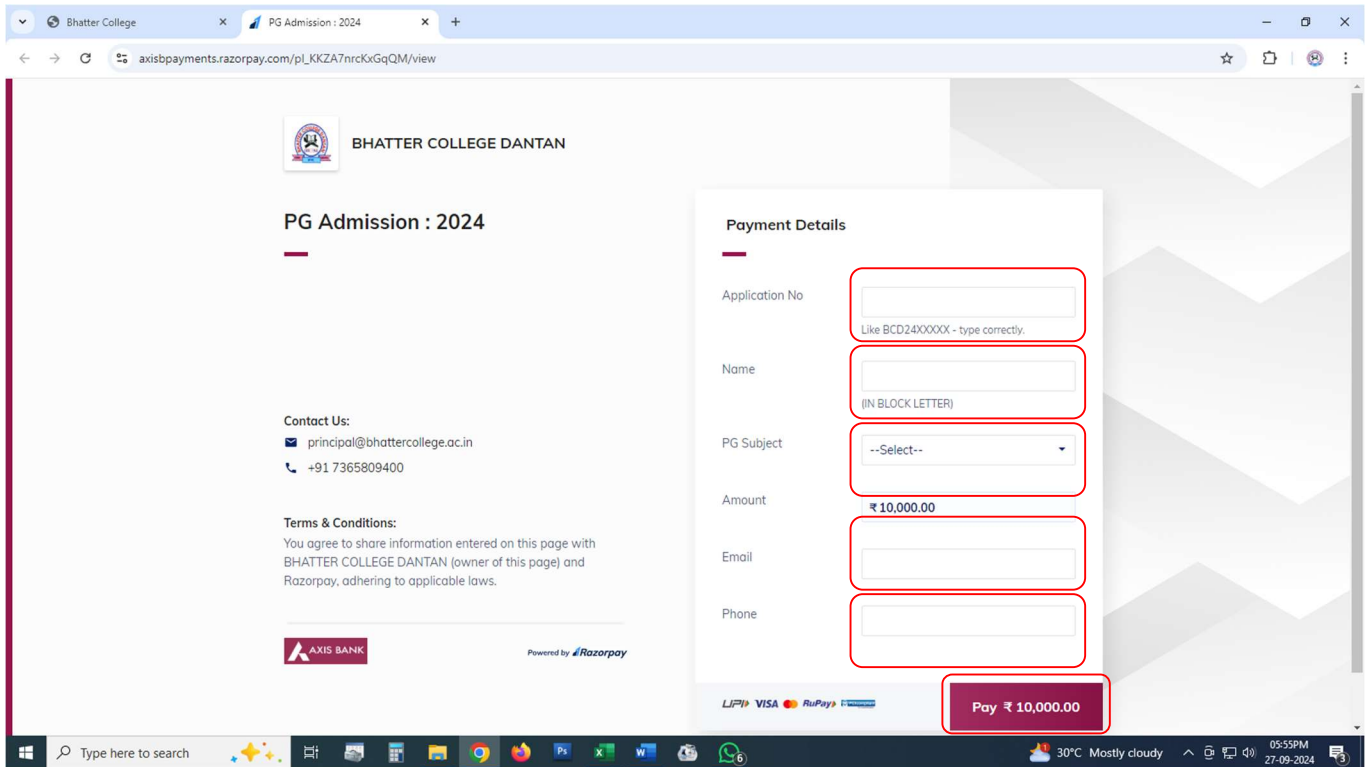 Bhatter College
PG Admission : 2024
axisbpayments.razorpay.com/pl_KKZA7nrcKxGqQM/view
BHATTER COLLEGE DANTAN
PG Admission : 2024
Contact Us:
principal@bhattercollege.ac.in
+91 7365809400
Terms & Conditions:
You agree to share information entered on this page with
BHATTER COLLEGE DANTAN (owner of this page) and
Razorpay, adhering to applicable laws.
AXIS BANK
Powered by Razorpay
Payment Details
Application No
Like BCD24XXXXX - type correctly.
Name
(IN BLOCK LETTER)
PG Subject
--Select--
Amount
₹ 10,000.00
Email
Phone
UPI VISA RuPay
Pay ₹ 10,000.00
Type here to search
Ps
6
30°C Mostly cloudy
05:55PM
27-09-2024
3